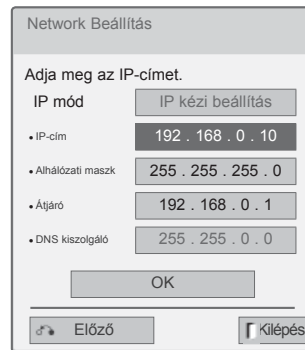 Network Beállítás
Adja meg az IP-címet.
IP mód IP kézi beállítás
• IP-cím 192 . 168 . 0 . 10
• Alhálózati maszk 255 . 255 . 255 . 0
• Átjáró 192 . 168 . 0 . 1
• DNS kiszolgáló 255 . 255 . 0 . 0
OK
Előző Kilépés